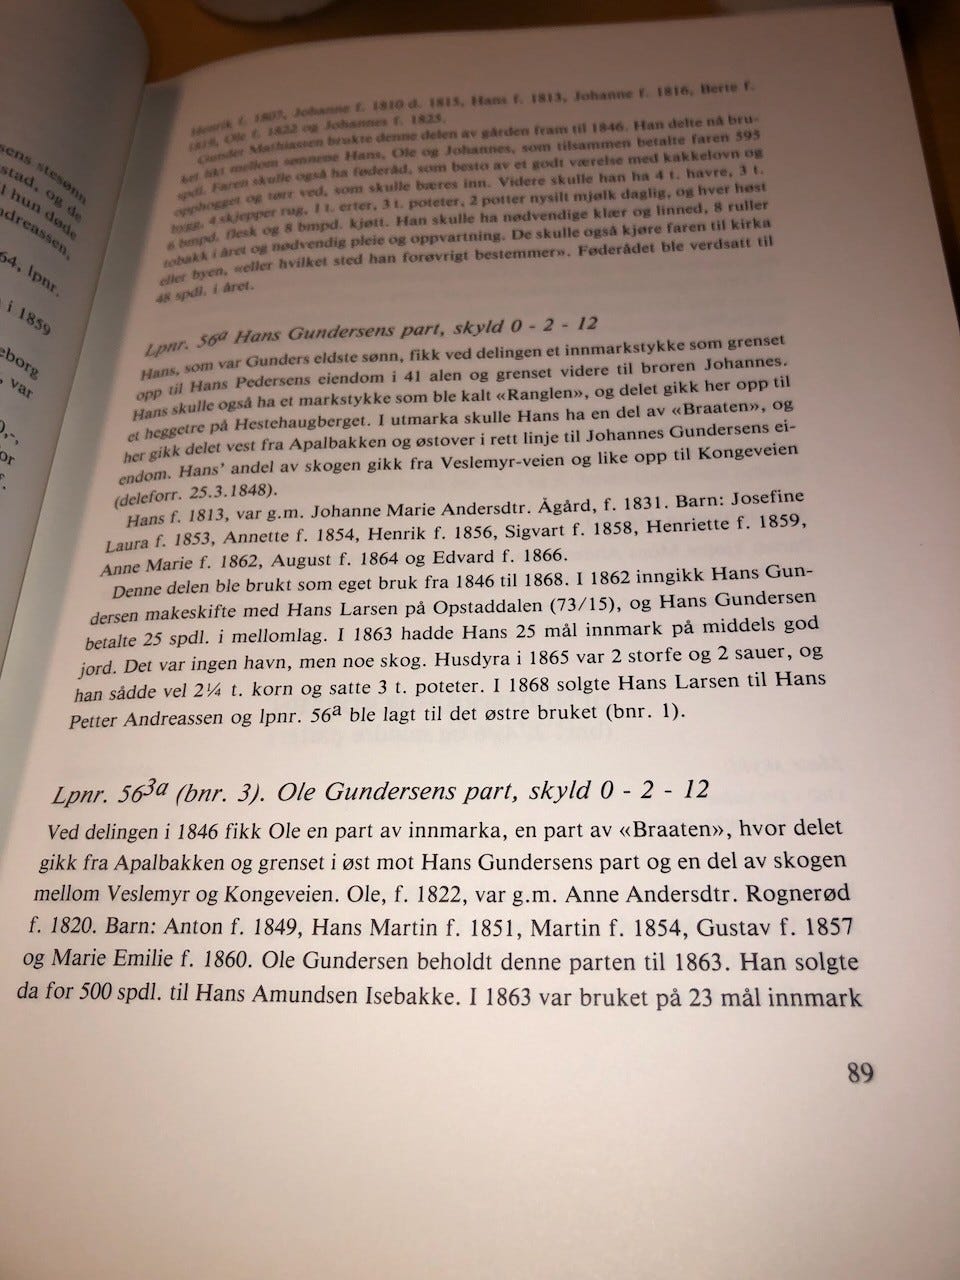 sens stesønn
stad, og de
l hun døde
ndreassen,
64, lpnr.
i 1859
eborg
, var
0,-,
for
f.
Henrik f. 1807, Johanne f. 1810 d. 1815, Hans f. 1813, Johanne f. 1816, Berte f.
1819, Ole f. 1822 og Johannes f. 1825.
Gunder Mathiassen brukte denne delen av gården fram til 1846. Han delte nå bru-
ket likt mellom sønnene Hans, Ole og Johannes, som tilsammen betalte faren 595
spdl. Faren skulle også ha føderåd, som besto av et godt værelse med kakkelovn og
opphogget og tørr ved, som skulle bæres inn. Videre skulle han ha 4 t. havre, 3 t.
bygg, 4 skjepper rug, 1 t. erter, 3 t. poteter, 2 potter nysilt mjølk daglig, og hver høst
6 bmpd. flesk og 8 bmpd. kjøtt. Han skulle ha nødvendige klær og linned, 8 ruller
tobakk i året og nødvendig pleie og oppvartning. De skulle også kjøre faren til kirka
eller byen, «eller hvilket sted han forøvrigt bestemmer». Føderådet ble verdsatt til
48 spdl. i året.
Lpnr. 56a Hans Gundersens part, skyld 0 - 2 - 12
Hans, som var Gunders eldste sønn, fikk ved delingen et innmarkstykke som grenset
opp til Hans Pedersens eiendom i 41 alen og grenset videre til broren Johannes.
Hans skulle også ha et markstykke som ble kalt «Ranglen», og delet gikk her opp til
et heggetre på Hestehaugberget. I utmarka skulle Hans ha en del av «Braaten», og
her gikk delet vest fra Apalbakken og østover i rett linje til Johannes Gundersens ei-
endom. Hans' andel av skogen gikk fra Veslemyr-veien og like opp til Kongeveien
(deleforr. 25.3.1848).
Hans f. 1813, var g.m. Johanne Marie Andersdtr. Ågård, f. 1831. Barn: Josefine
Laura f. 1853, Annette f. 1854, Henrik f. 1856, Sigvart f. 1858, Henriette f. 1859,
Anne Marie f. 1862, August f. 1864 og Edvard f. 1866.
Denne delen ble brukt som eget bruk fra 1846 til 1868. I 1862 inngikk Hans Gun-
dersen makeskifte med Hans Larsen på Opstaddalen (73/15), og Hans Gundersen
betalte 25 spdl. i mellomlag. I 1863 hadde Hans 25 mål innmark på middels god
jord. Det var ingen havn, men noe skog. Husdyra i 1865 var 2 storfe og 2 sauer, og
han sådde vel 2¼ t. korn og satte 3 t. poteter. I 1868 solgte Hans Larsen til Hans
Petter Andreassen og lpnr. 56a ble lagt til det østre bruket (bnr. 1).
Lpnr. 563a (bnr. 3). Ole Gundersens part, skyld 0 - 2 - 12
Ved delingen i 1846 fikk Ole en part av innmarka, en part av «Braaten», hvor delet
gikk fra Apalbakken og grenset i øst mot Hans Gundersens part og en del av skogen
mellom Veslemyr og Kongeveien. Ole, f. 1822, var g.m. Anne Andersdtr. Rognerød
f. 1820. Barn: Anton f. 1849, Hans Martin f. 1851, Martin f. 1854, Gustav f. 1857
og Marie Emilie f. 1860. Ole Gundersen beholdt denne parten til 1863. Han solgte
da for 500 spdl. til Hans Amundsen Isebakke. I 1863 var bruket på 23 mål innmark
89